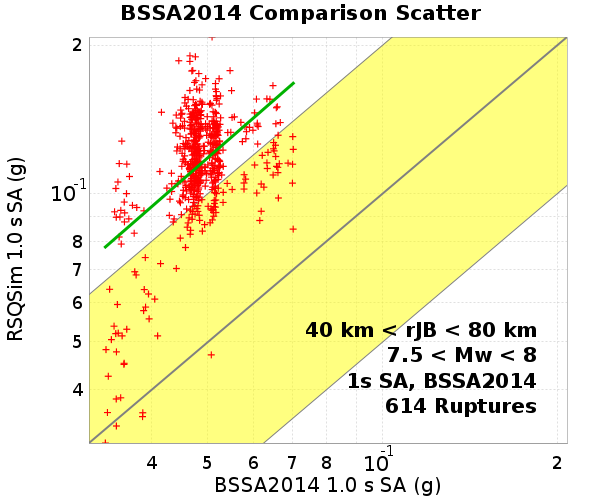 BSSA2014 Comparison Scatter
2
10-1
8
7
6
5
4
RSQSim 1.0 s SA (g)
40 km < rJB < 80 km
7.5 < Mw < 8
1s SA, BSSA2014
614 Ruptures
4 5 6 7 8 10-1 2
BSSA2014 1.0 s SA (g)